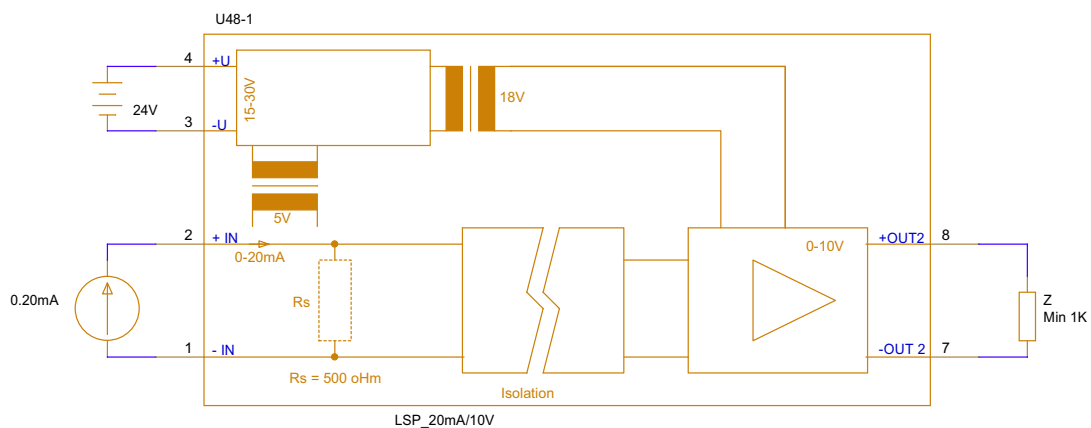 U48-1
4
+U
24V
15-30V
18V
3
-U
5V
2
+ IN
0-20mA
0-10V
+OUT2
8
0.20mA
Rs
Z
Min 1K
1
- IN
-OUT 2
7
Rs = 500 oHm
Isolation
LSP_20mA/10V